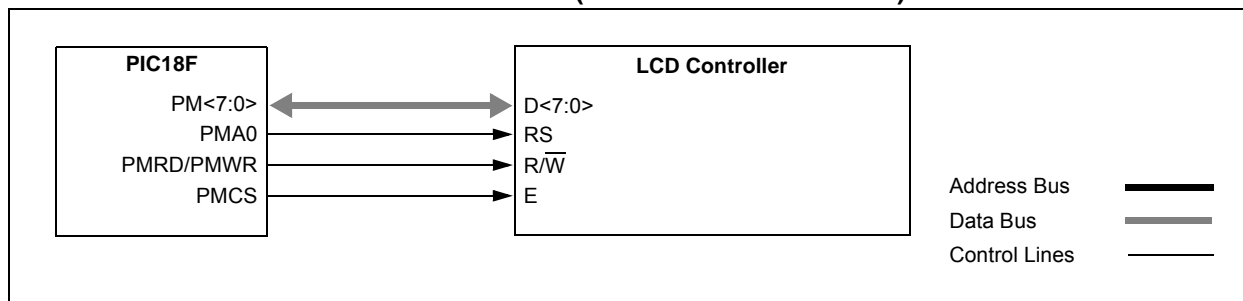 PIC18F
PM<7:0>
PMA0
PMRD/PMWR
PMCS
LCD Controller
D<7:0>
RS
R/W̅
E
Address Bus
Data Bus
Control Lines